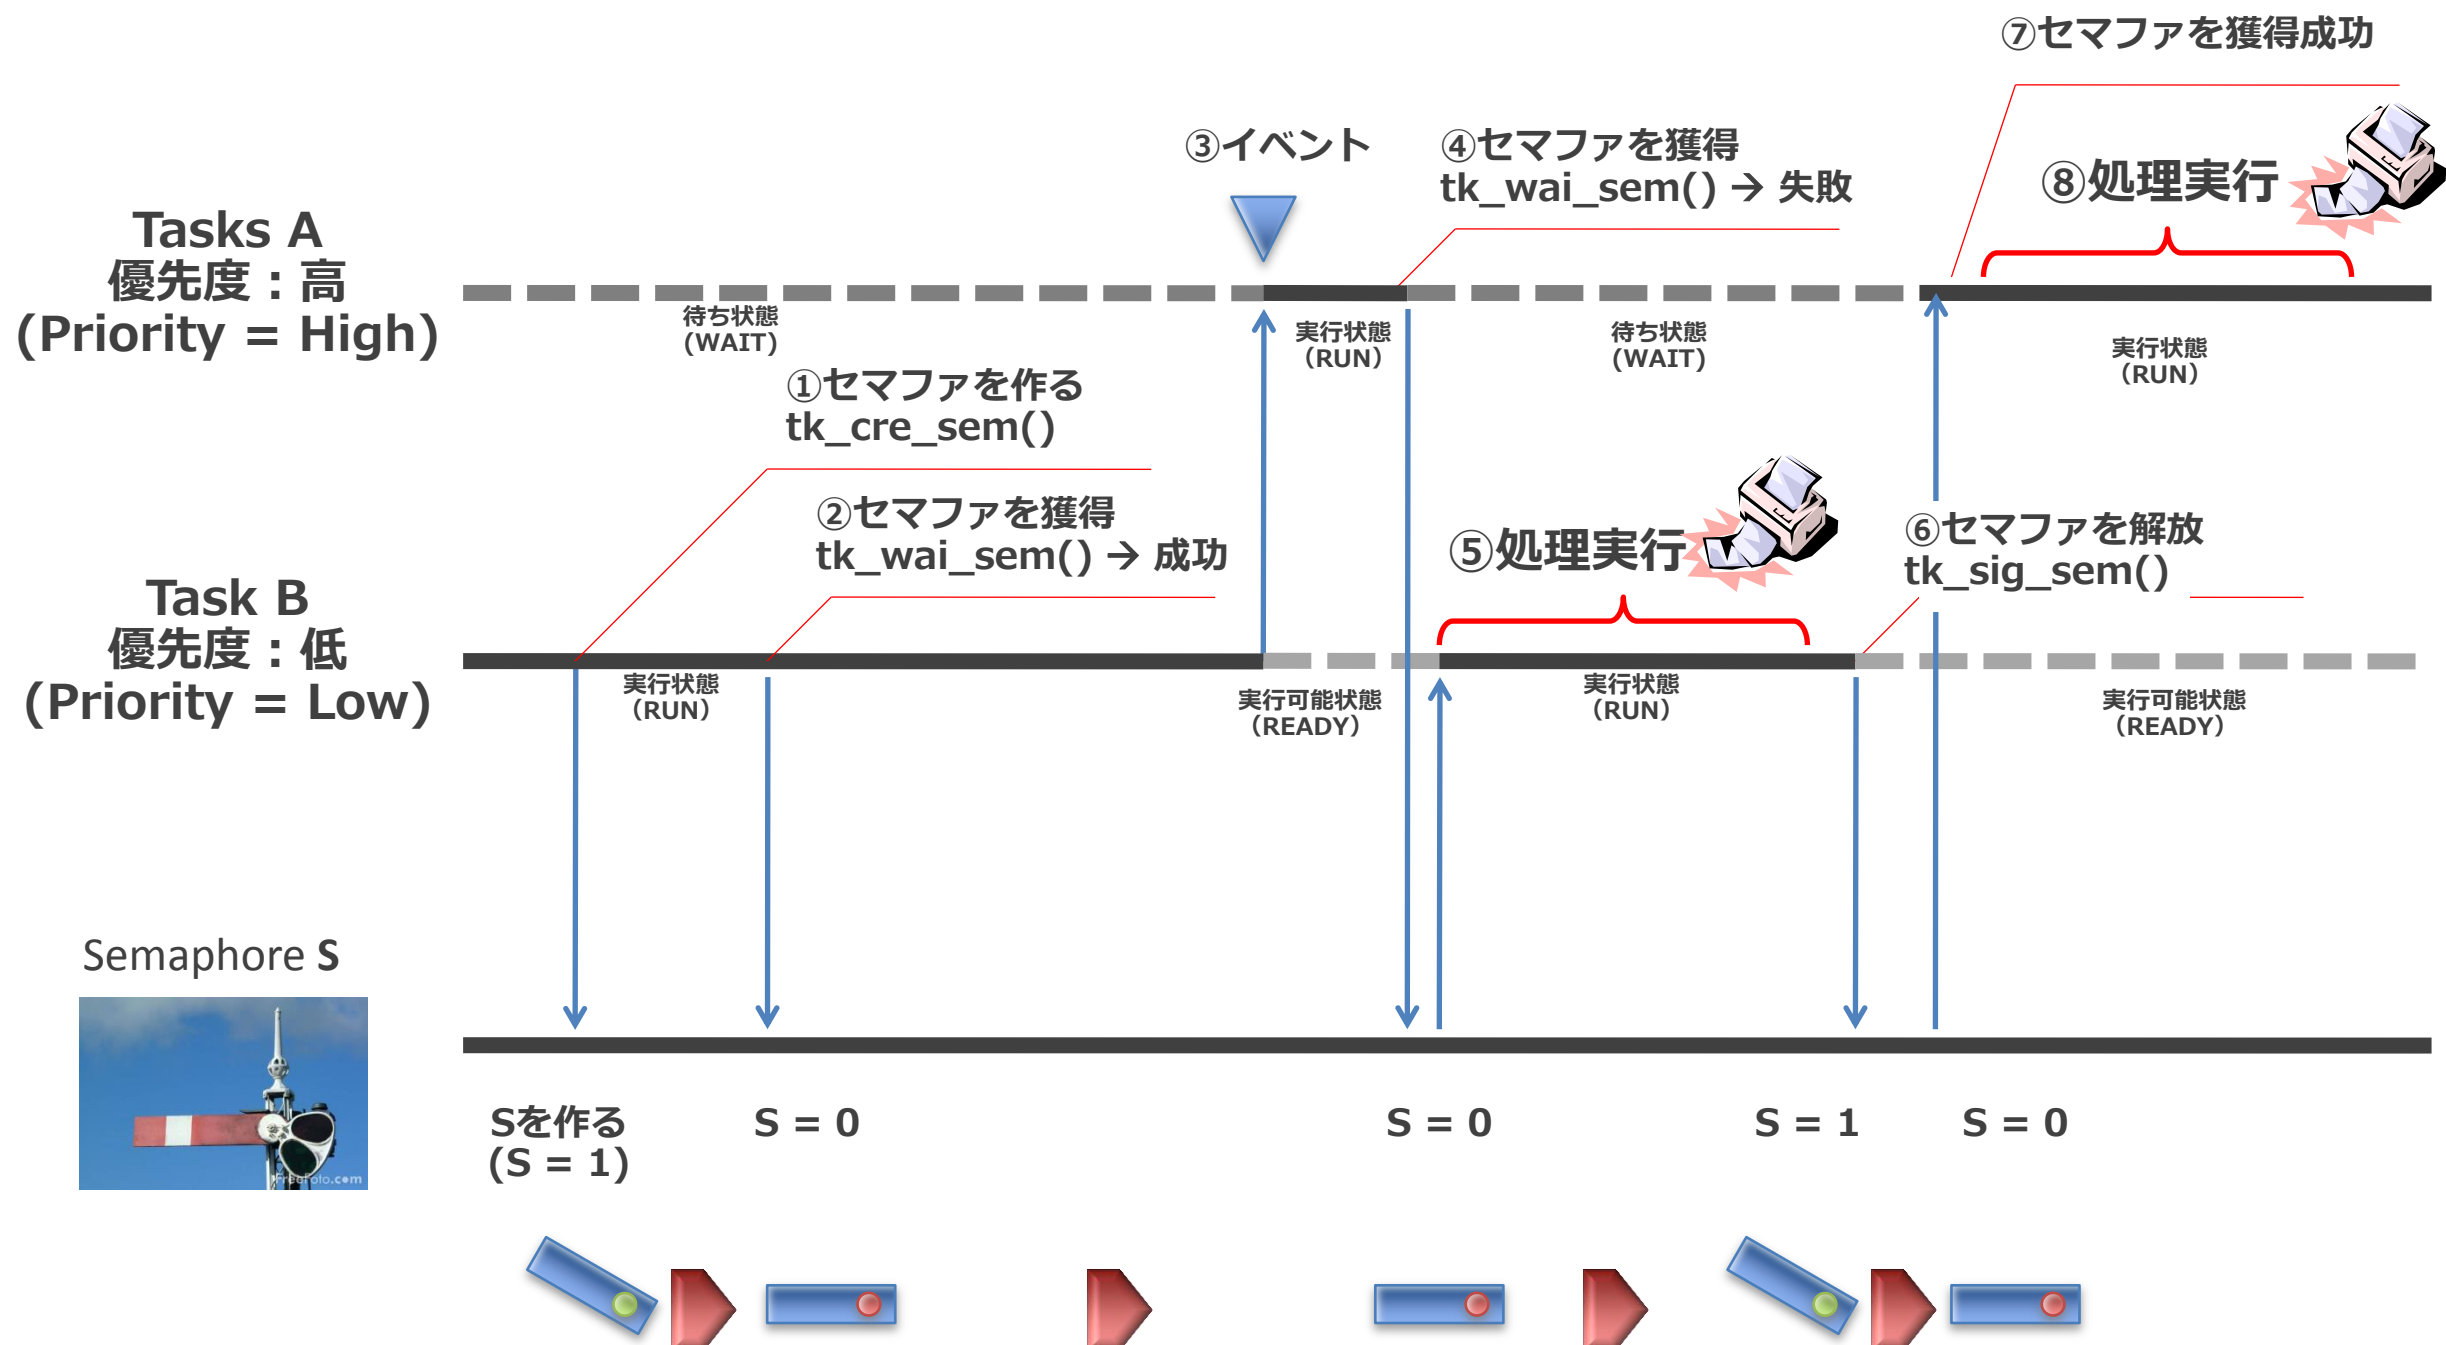 ⑦セマファを獲得成功
③イベント
④セマファを獲得
tk_wai_sem() → 失敗
⑧処理実行
Tasks A
優先度：高
(Priority = High)
待ち状態
(WAIT)
実行状態
（RUN）
待ち状態
(WAIT)
実行状態
（RUN）
①セマファを作る
tk_cre_sem()
②セマファを獲得
tk_wai_sem() → 成功
⑤処理実行
⑥セマファを解放
tk_sig_sem()
Task B
優先度：低
(Priority = Low)
実行状態
（RUN）
実行可能状態
（READY）
実行状態
（RUN）
実行可能状態
（READY）
Semaphore S
FreeFoto.com
Sを作る
(S = 1)
S = 0
S = 0
S = 1
S = 0